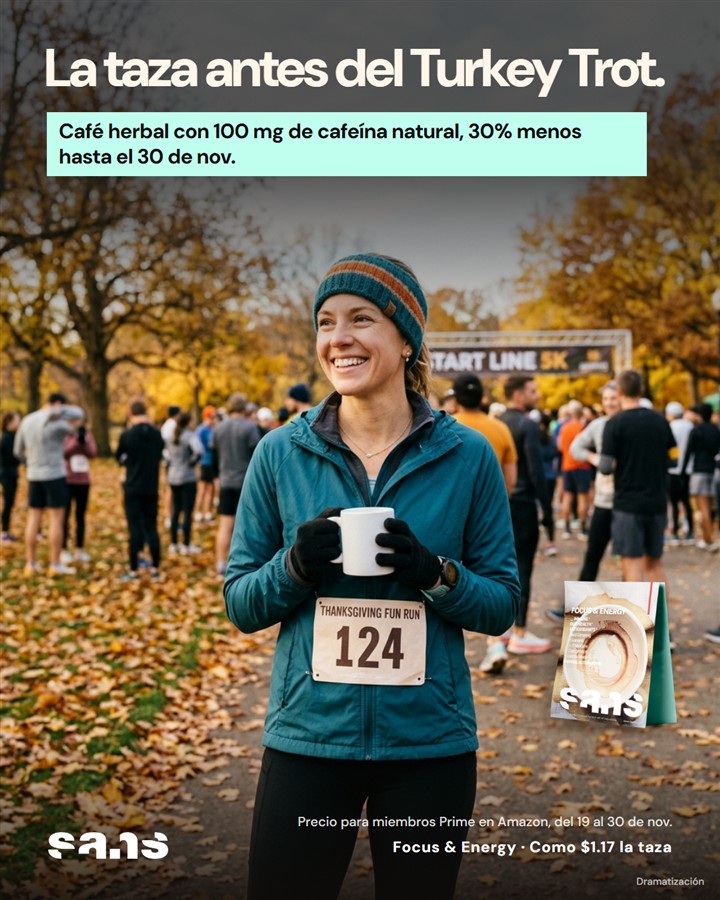 La taza antes del Turkey Trot.
Café herbal con 100 mg de cafeína natural, 30% menos
hasta el 30 de nov.
TART LINE 5K
THANKSGIVING FUN RUN
124
FOCUS & ENERGY
sans
Precio para miembros Prime en Amazon, del 19 al 30 de nov.
sans
Focus & Energy · Como $1.17 la taza
Dramatización